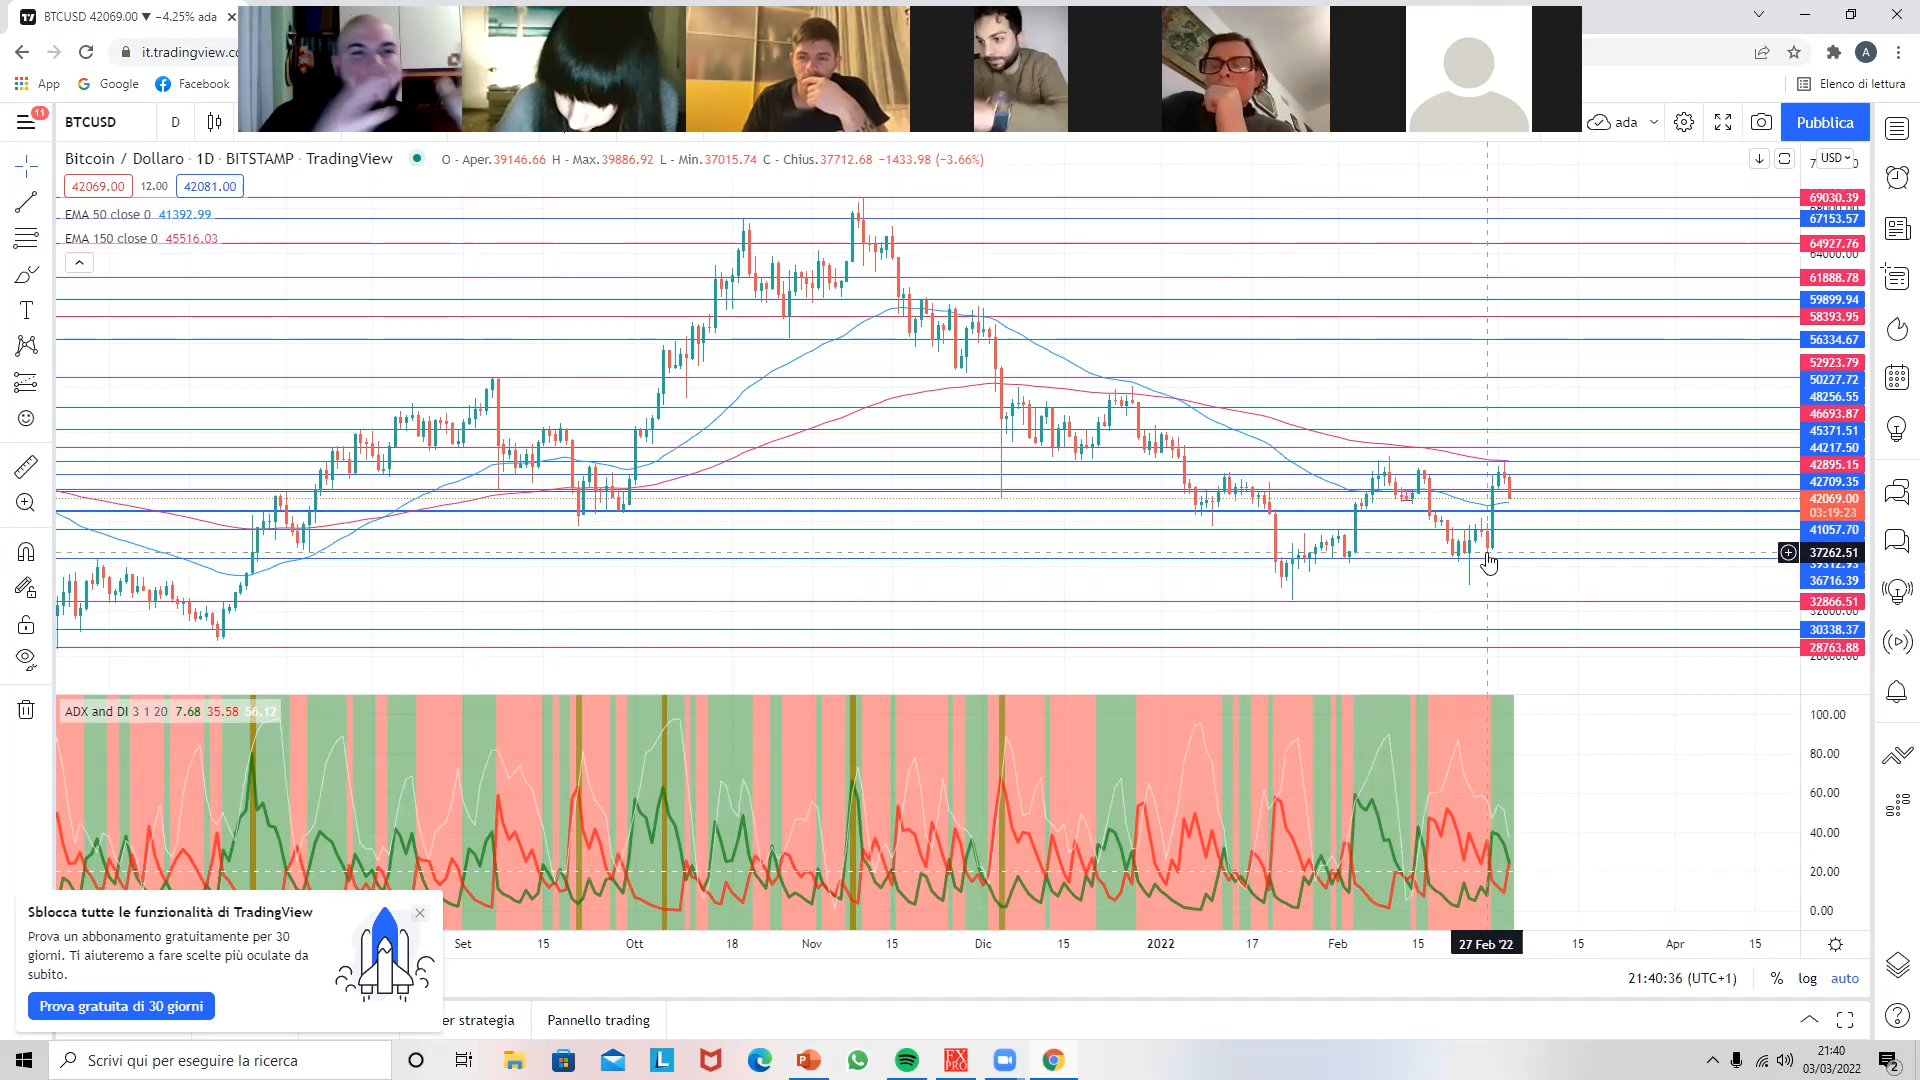 BTCUSD 42069.00 ▼ −4.25% ada
it.tradingview.co
A
App
Google
Facebook
Elenco di lettura
11
BTCUSD
D
ada
Pubblica
Bitcoin / Dollaro · 1D · BITSTAMP · TradingView
O - Aper.39146.66 H - Max.39886.92 L - Min.37015.74 C - Chius.37712.68 −1433.98 (−3.66%)
USD
42069.00 12.00 42081.00
EMA 50 close 0 41392.99
EMA 150 close 0 45516.03
69030.39
67153.57
64927.76
64000.00
61888.78
59899.94
58393.95
56334.67
52923.79
50227.72
48256.55
46693.87
45371.51
44217.50
42895.15
42709.35
42069.00
03:19:23
41057.70
37262.51
36716.39
32866.51
32000.00
30338.37
28763.88
ADX and DI 3 1 20 7.68 35.58 56.12
100.00
80.00
60.00
40.00
20.00
0.00
Set 15 Ott 18 Nov 15 Dic 15 2022 17 Feb 15 27 Feb '22 15 Apr 15
Sblocca tutte le funzionalità di TradingView
Prova un abbonamento gratuitamente per 30
giorni. Ti aiuteremo a fare scelte più oculate da
subito.
Prova gratuita di 30 giorni
21:40:36 (UTC+1) % log auto
er strategia
Pannello trading
Scrivi qui per eseguire la ricerca
L
P
FX
PRO
21:40
03/03/2022
2